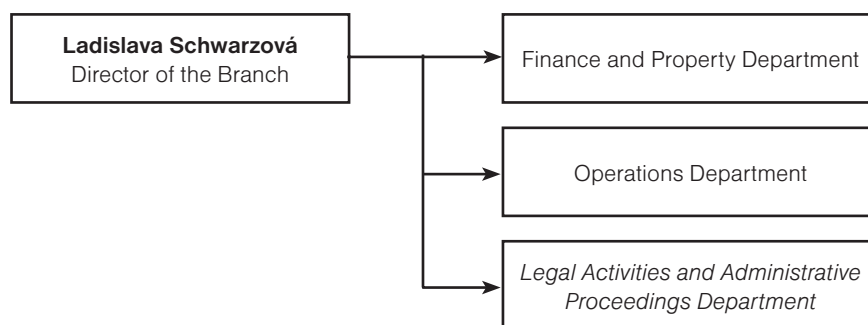 Ladislava Schwarzová
Director of the Branch
Finance and Property Department
Operations Department
Legal Activities and Administrative
Proceedings Department